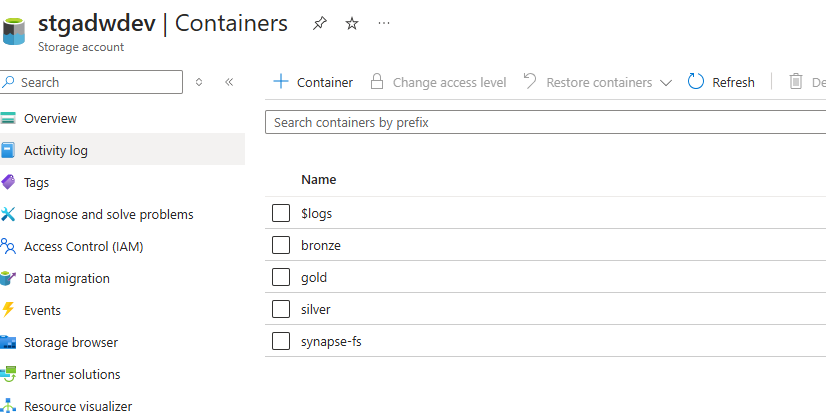 stgadwdev | Containers
Storage account
Search
Overview
Activity log
Tags
Diagnose and solve problems
Access Control (IAM)
Data migration
Events
Storage browser
Partner solutions
Resource visualizer
Container Change access level Restore containers Refresh De
Search containers by prefix
Name
$logs
bronze
gold
silver
synapse-fs